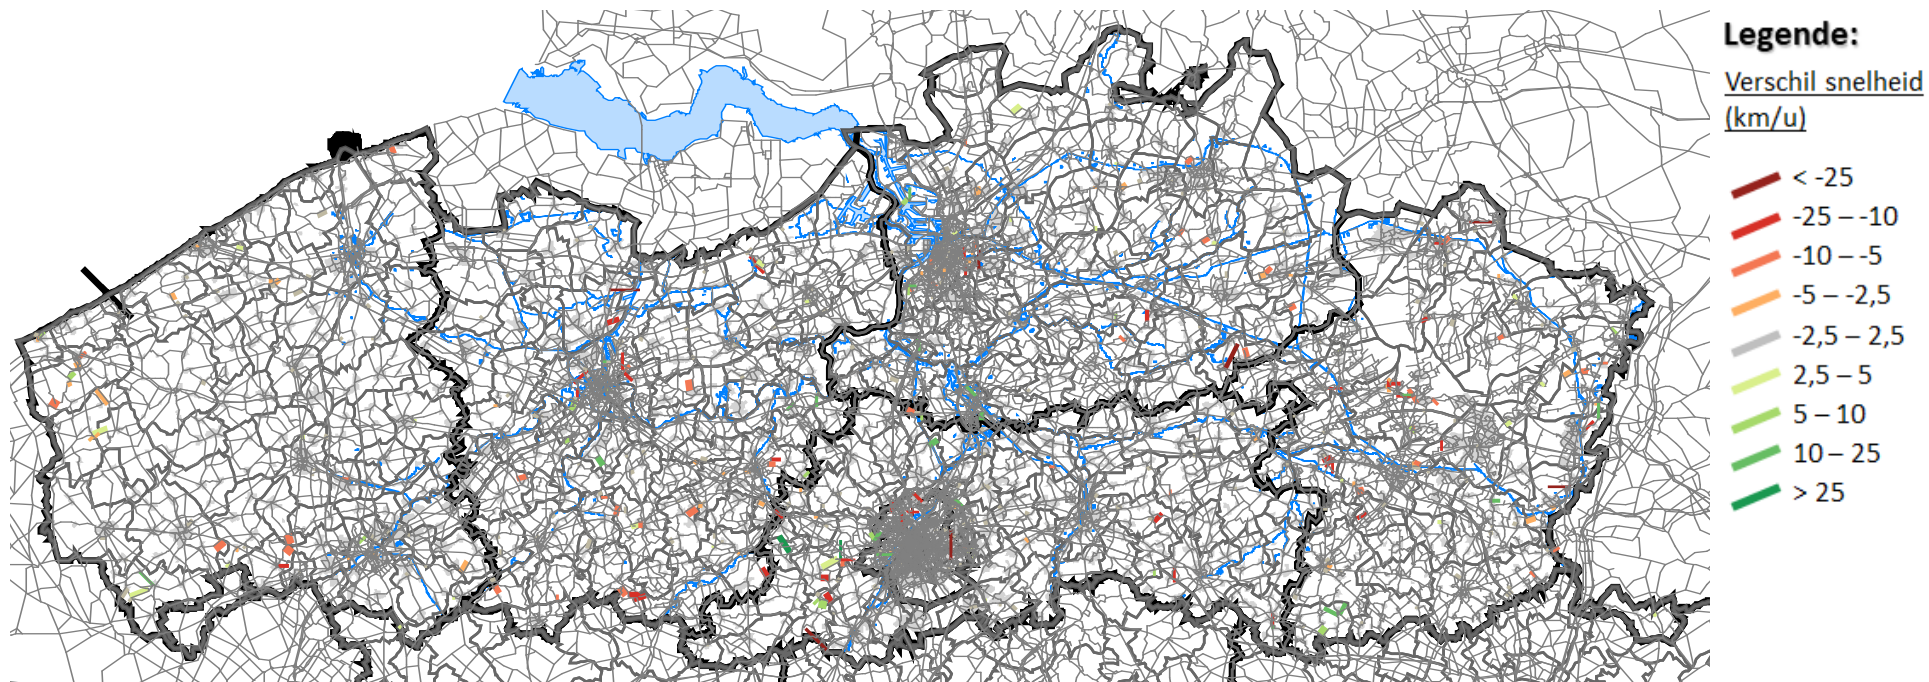 Legende:
Verschil snelheid
(km/u)
< -25
-25 – -10
-10 – -5
-5 – -2,5
-2,5 – 2,5
2,5 – 5
5 – 10
10 – 25
> 25